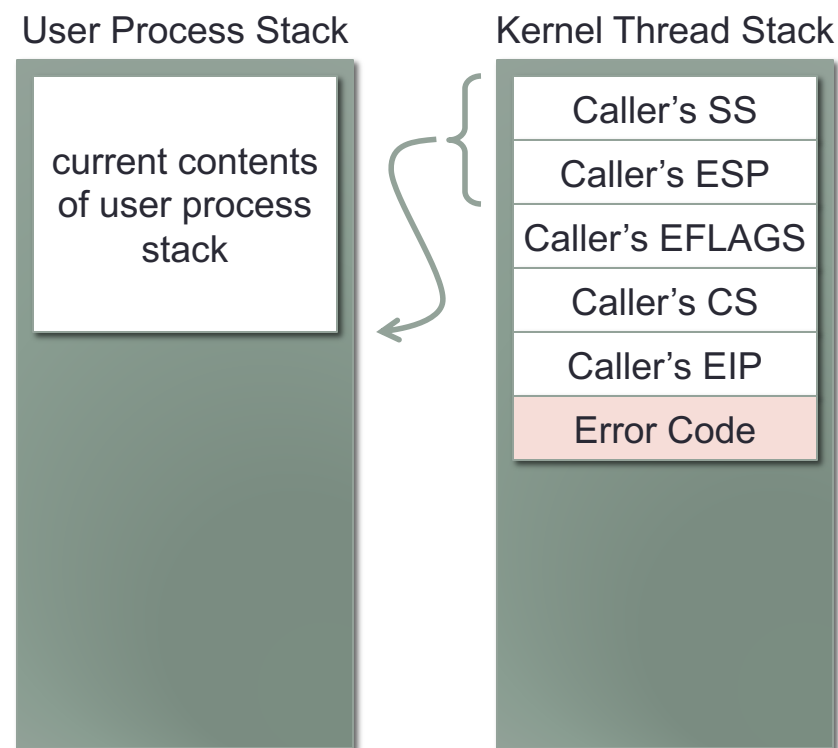 User Process Stack
current contents
of user process
stack
Kernel Thread Stack
Caller’s SS
Caller’s ESP
Caller’s EFLAGS
Caller’s CS
Caller’s EIP
Error Code